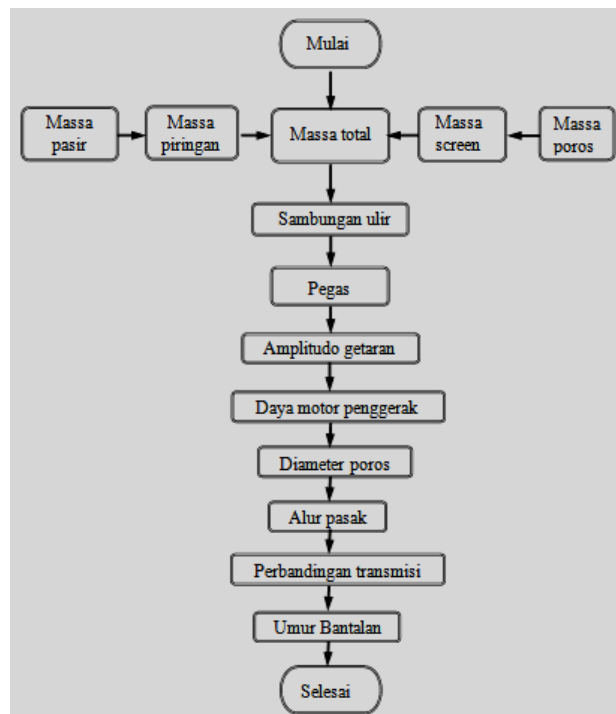 Mulai
Massa
pasir
Massa
piringan
Massa total
Massa
screen
Massa
poros
Sambungan ulir
Pegas
Amplitudo getaran
Daya motor penggerak
Diameter poros
Alur pasak
Perbandingan transmisi
Umur Bantalan
Selesai